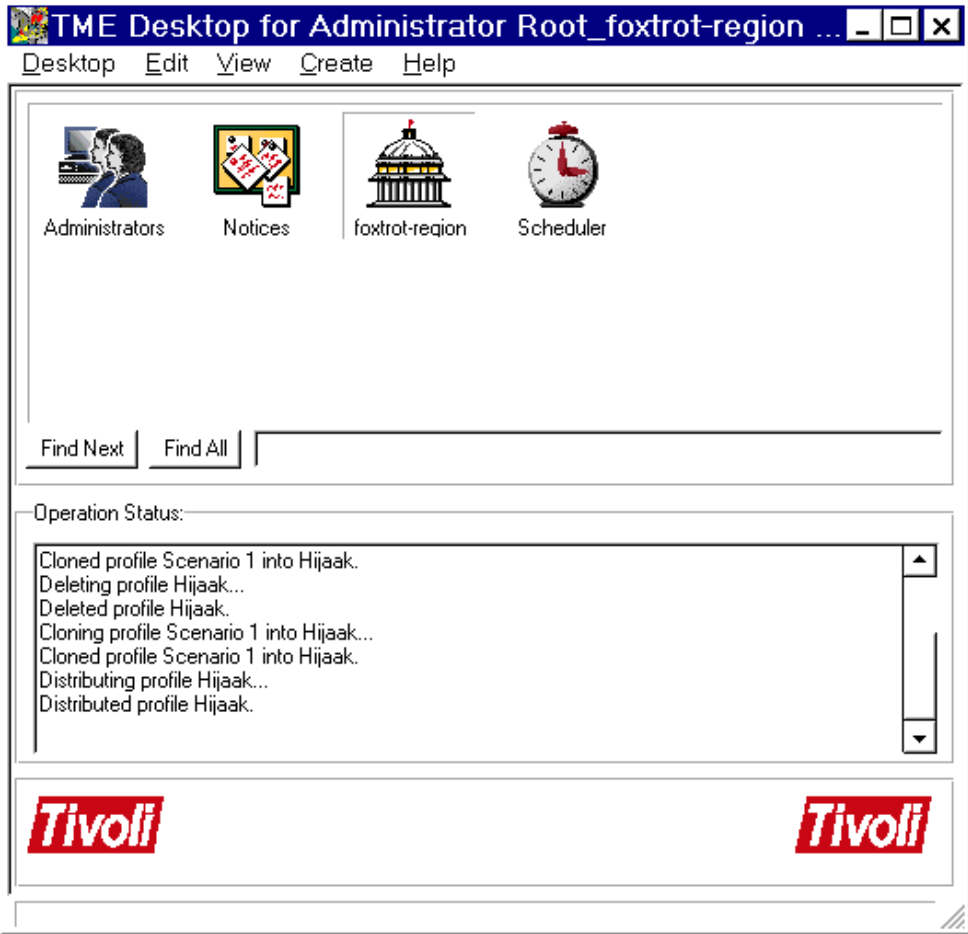 TME Desktop for Administrator Root_foxtrot-region ...
Desktop Edit View Create Help
Administrators Notices foxtrot-region Scheduler
Find Next Find All
Operation Status:
Cloned profile Scenario 1 into Hijaak.
Deleting profile Hijaak...
Deleted profile Hijaak.
Cloning profile Scenario 1 into Hijaak...
Cloned profile Scenario 1 into Hijaak.
Distributing profile Hijaak...
Distributed profile Hijaak.
Tivoli Tivoli